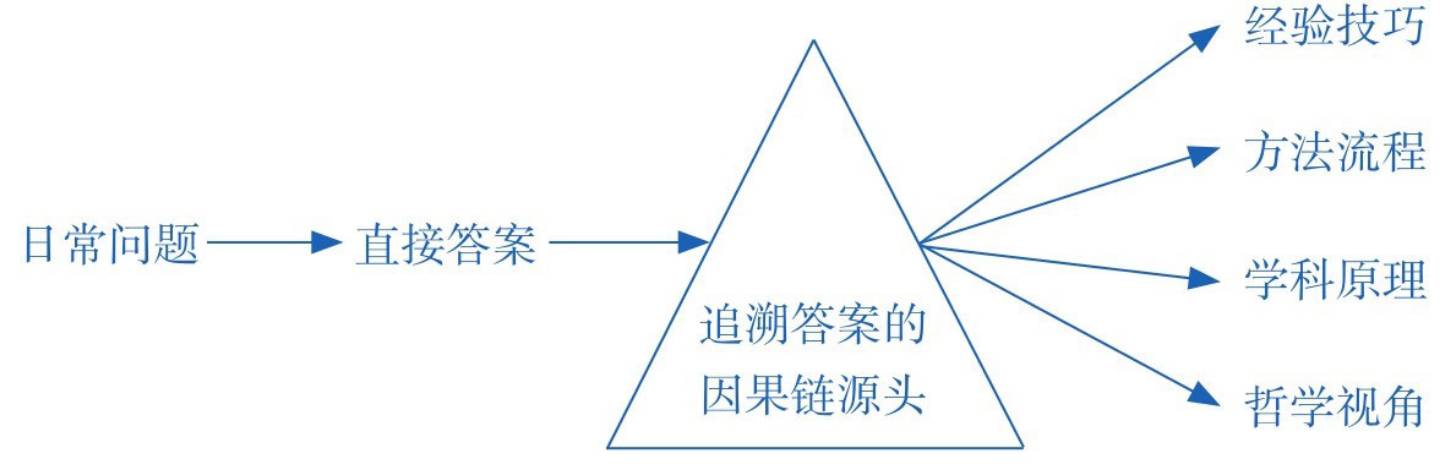 日常问题
直接答案
追溯答案的
因果链源头
经验技巧
方法流程
学科原理
哲学视角